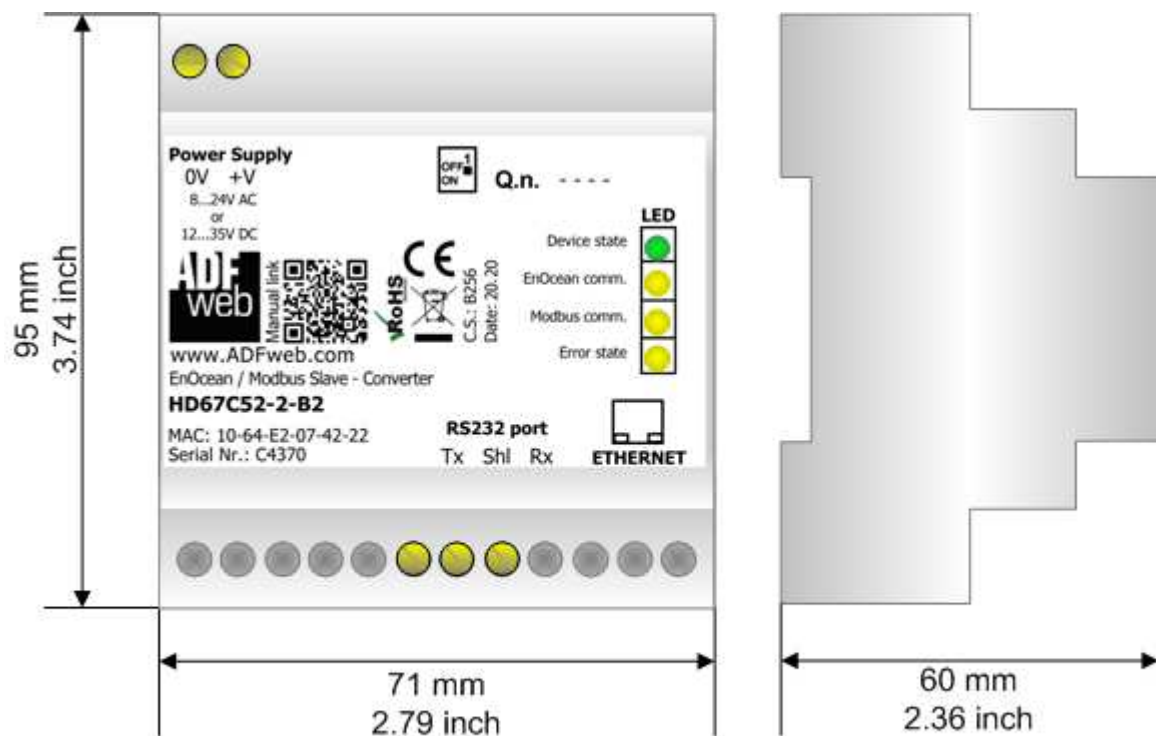 Power Supply
0V +V
8...24V AC
or
12...35V DC
OFF 1
ON
Q.n. - - - -
LED
Device state
EnOcean comm.
Modbus comm.
Error state
ADF
web
Manual link
RoHS
CE
C.S.: B256
Date: 20.20
www.ADFweb.com
EnOcean / Modbus Slave - Converter
HD67C52-2-B2
MAC: 10-64-E2-07-42-22
Serial Nr.: C4370
RS232 port
Tx Shl Rx
ETHERNET
95 mm
3.74 inch
71 mm
2.79 inch
60 mm
2.36 inch